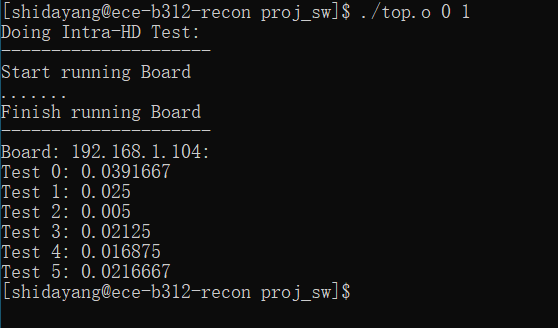 [shidayang@ece-b312-recon proj_sw]$ ./top.o 0 1
Doing Intra-HD Test:
---------------------
Start running Board
.......
Finish running Board
---------------------
Board: 192.168.1.104:
Test 0: 0.0391667
Test 1: 0.025
Test 2: 0.005
Test 3: 0.02125
Test 4: 0.016875
Test 5: 0.0216667
[shidayang@ece-b312-recon proj_sw]$